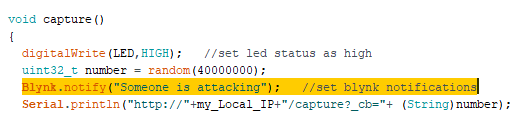 void capture()
{
digitalWrite(LED,HIGH);   //set led status as high
uint32_t number = random(40000000);
Blynk.notify("Someone is attacking");   //set blynk notifications
Serial.println("http://"+my_Local_IP+"/capture?_cb="+ (String)number);